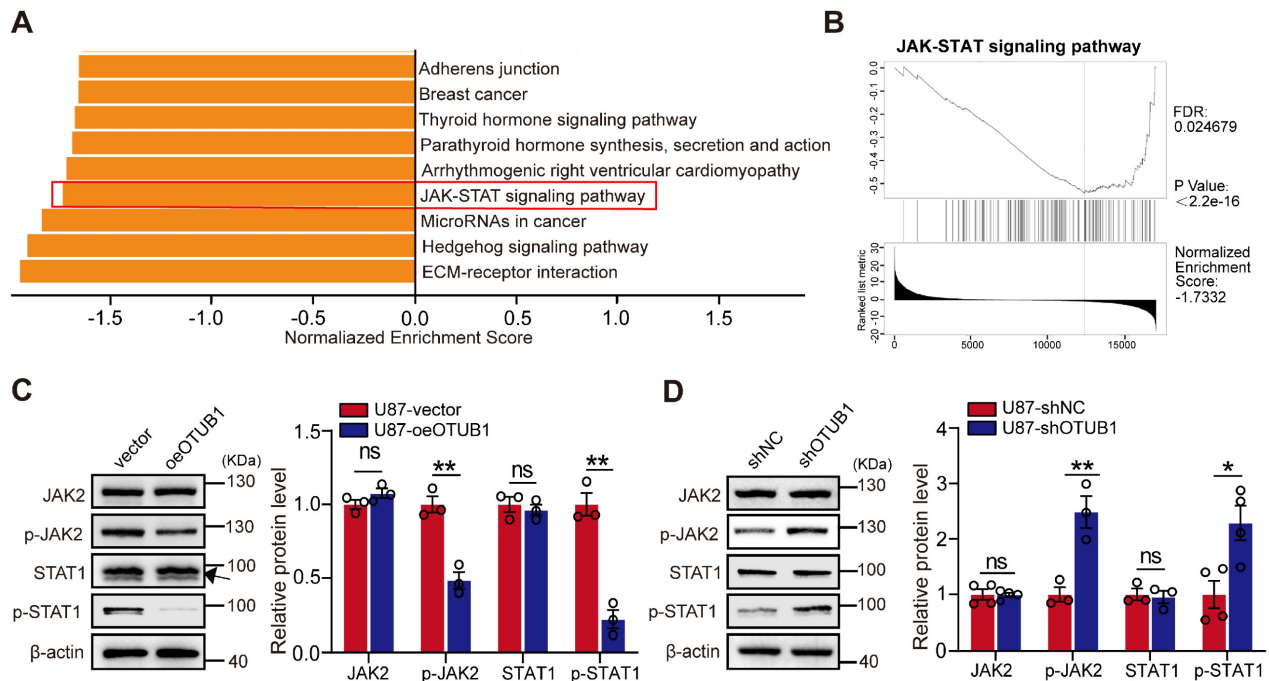 A
Adherens junction
Breast cancer
Thyroid hormone signaling pathway
Parathyroid hormone synthesis, secretion and action
Arrhythmogenic right ventricular cardiomyopathy
JAK-STAT signaling pathway
MicroRNAs in cancer
Hedgehog signaling pathway
ECM-receptor interaction
-1.5 -1.0 -0.5 0.0 0.5 1.0 1.5
Normaliazed Enrichment Score
B
JAK-STAT signaling pathway
0.0
-0.1
-0.2
-0.3
-0.4
-0.5
FDR:
0.024679
P Value:
<2.2e-16
Normalized
Enrichment
Score:
-1.7332
Ranked list metric
30
20
10
0
-10
-20
0 5000 10000 15000
C
vector oeOTUB1
(KDa)
JAK2 130
p-JAK2 130
STAT1 100
p-STAT1 100
β-actin 40
U87-vector
U87-oeOTUB1
Relative protein level
1.5
1.0
0.5
0.0
ns ** ns **
JAK2 p-JAK2 STAT1 p-STAT1
D
shNC shOTUB1
(KDa)
JAK2 130
p-JAK2 130
STAT1 100
p-STAT1 100
β-actin 40
U87-shNC
U87-shOTUB1
Relative protein level
4
3
2
1
0
ns ** ns *
JAK2 p-JAK2 STAT1 p-STAT1